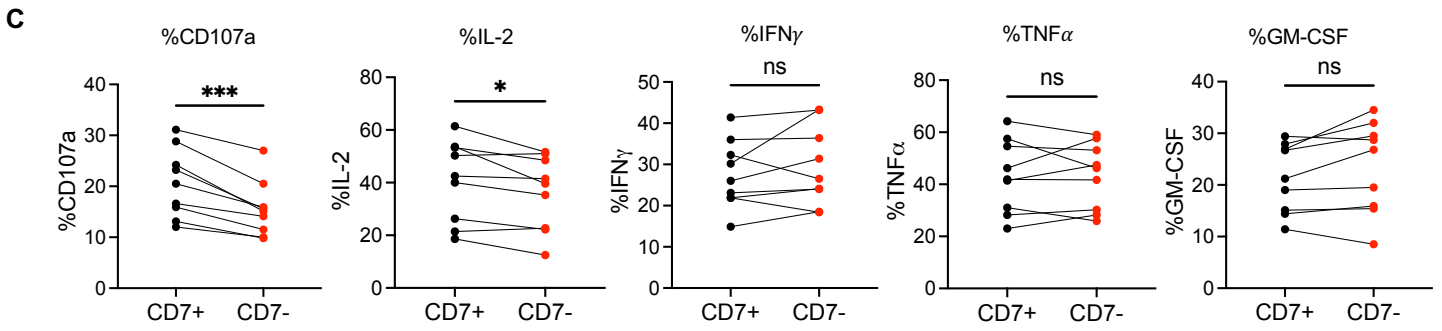 C
%CD107a
%CD107a
40
30
20
10
0
***
CD7+ CD7-
%IL-2
%IL-2
80
60
40
20
0
*
CD7+ CD7-
%IFNγ
%IFNγ
50
40
30
20
10
0
ns
CD7+ CD7-
%TNFα
%TNFα
80
60
40
20
0
ns
CD7+ CD7-
%GM-CSF
%GM-CSF
40
30
20
10
0
ns
CD7+ CD7-